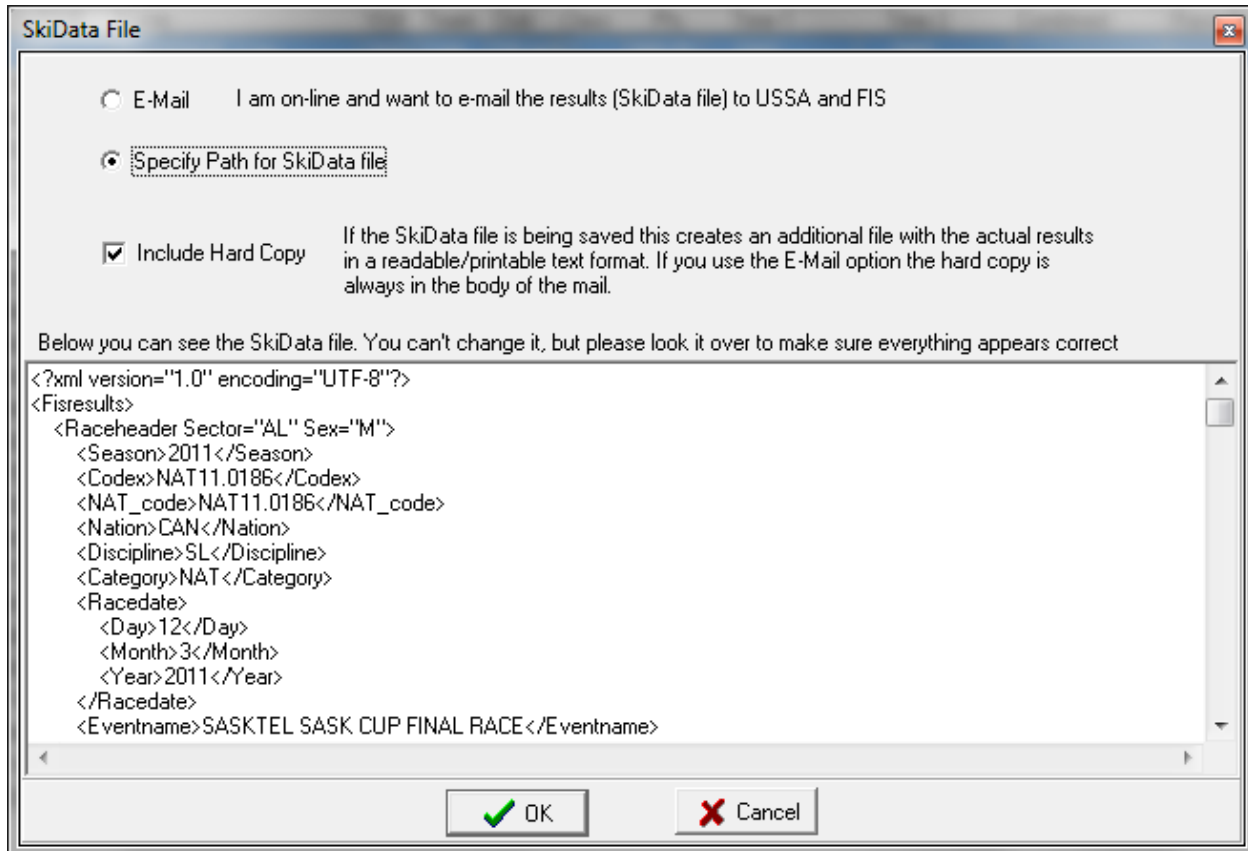 SkiData File
E-Mail I am on-line and want to e-mail the results (SkiData file) to USSA and FIS
Specify Path for SkiData file
Include Hard Copy
If the SkiData file is being saved this creates an additional file with the actual results
in a readable/printable text format. If you use the E-Mail option the hard copy is
always in the body of the mail.
Below you can see the SkiData file. You can't change it, but please look it over to make sure everything appears correct
<?xml version="1.0" encoding="UTF-8"?>
<Fisresults>
<Raceheader Sector="AL" Sex="M">
<Season>2011</Season>
<Codex>NAT11.0186</Codex>
<NAT_code>NAT11.0186</NAT_code>
<Nation>CAN</Nation>
<Discipline>SL</Discipline>
<Category>NAT</Category>
<Racedate>
<Day>12</Day>
<Month>3</Month>
<Year>2011</Year>
</Racedate>
<Eventname>SASKTEL SASK CUP FINAL RACE</Eventname>
OK Cancel